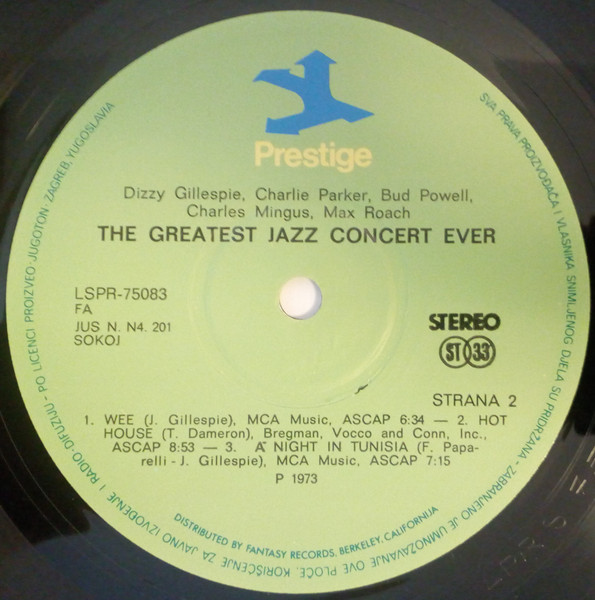 Prestige
Dizzy Gillespie, Charlie Parker, Bud Powell,
Charles Mingus, Max Roach
THE GREATEST JAZZ CONCERT EVER
LSPR-75083
FA
JUS N. N4. 201
SOKOJ
STEREO
ST 33
STRANA 2
1. WEE (J. Gillespie), MCA Music, ASCAP 6:34 — 2. HOT
HOUSE (T. Dameron), Bregman, Vocco and Conn, Inc.,
ASCAP 8:53 — 3. A NIGHT IN TUNISIA (F. Papa-
relli - J. Gillespie), MCA Music, ASCAP 7:15
P 1973
DISTRIBUTED BY FANTASY RECORDS, BERKELEY, CALIFORNIJA
SVA PRAVA PROIZVOĐAČA I VLASNIKA SNIMLJENOG DJELA SU PRIDRŽANA - ZABRANJENO JE UMNOŽAVANJE OVE PLOČE, KORIŠĆENJE ZA JAVNO IZVOĐENJE I RADIO-DIFUZIJU - PO LICENCI PROIZVEO JUGOTON - ZAGREB, YUGOSLAVIA